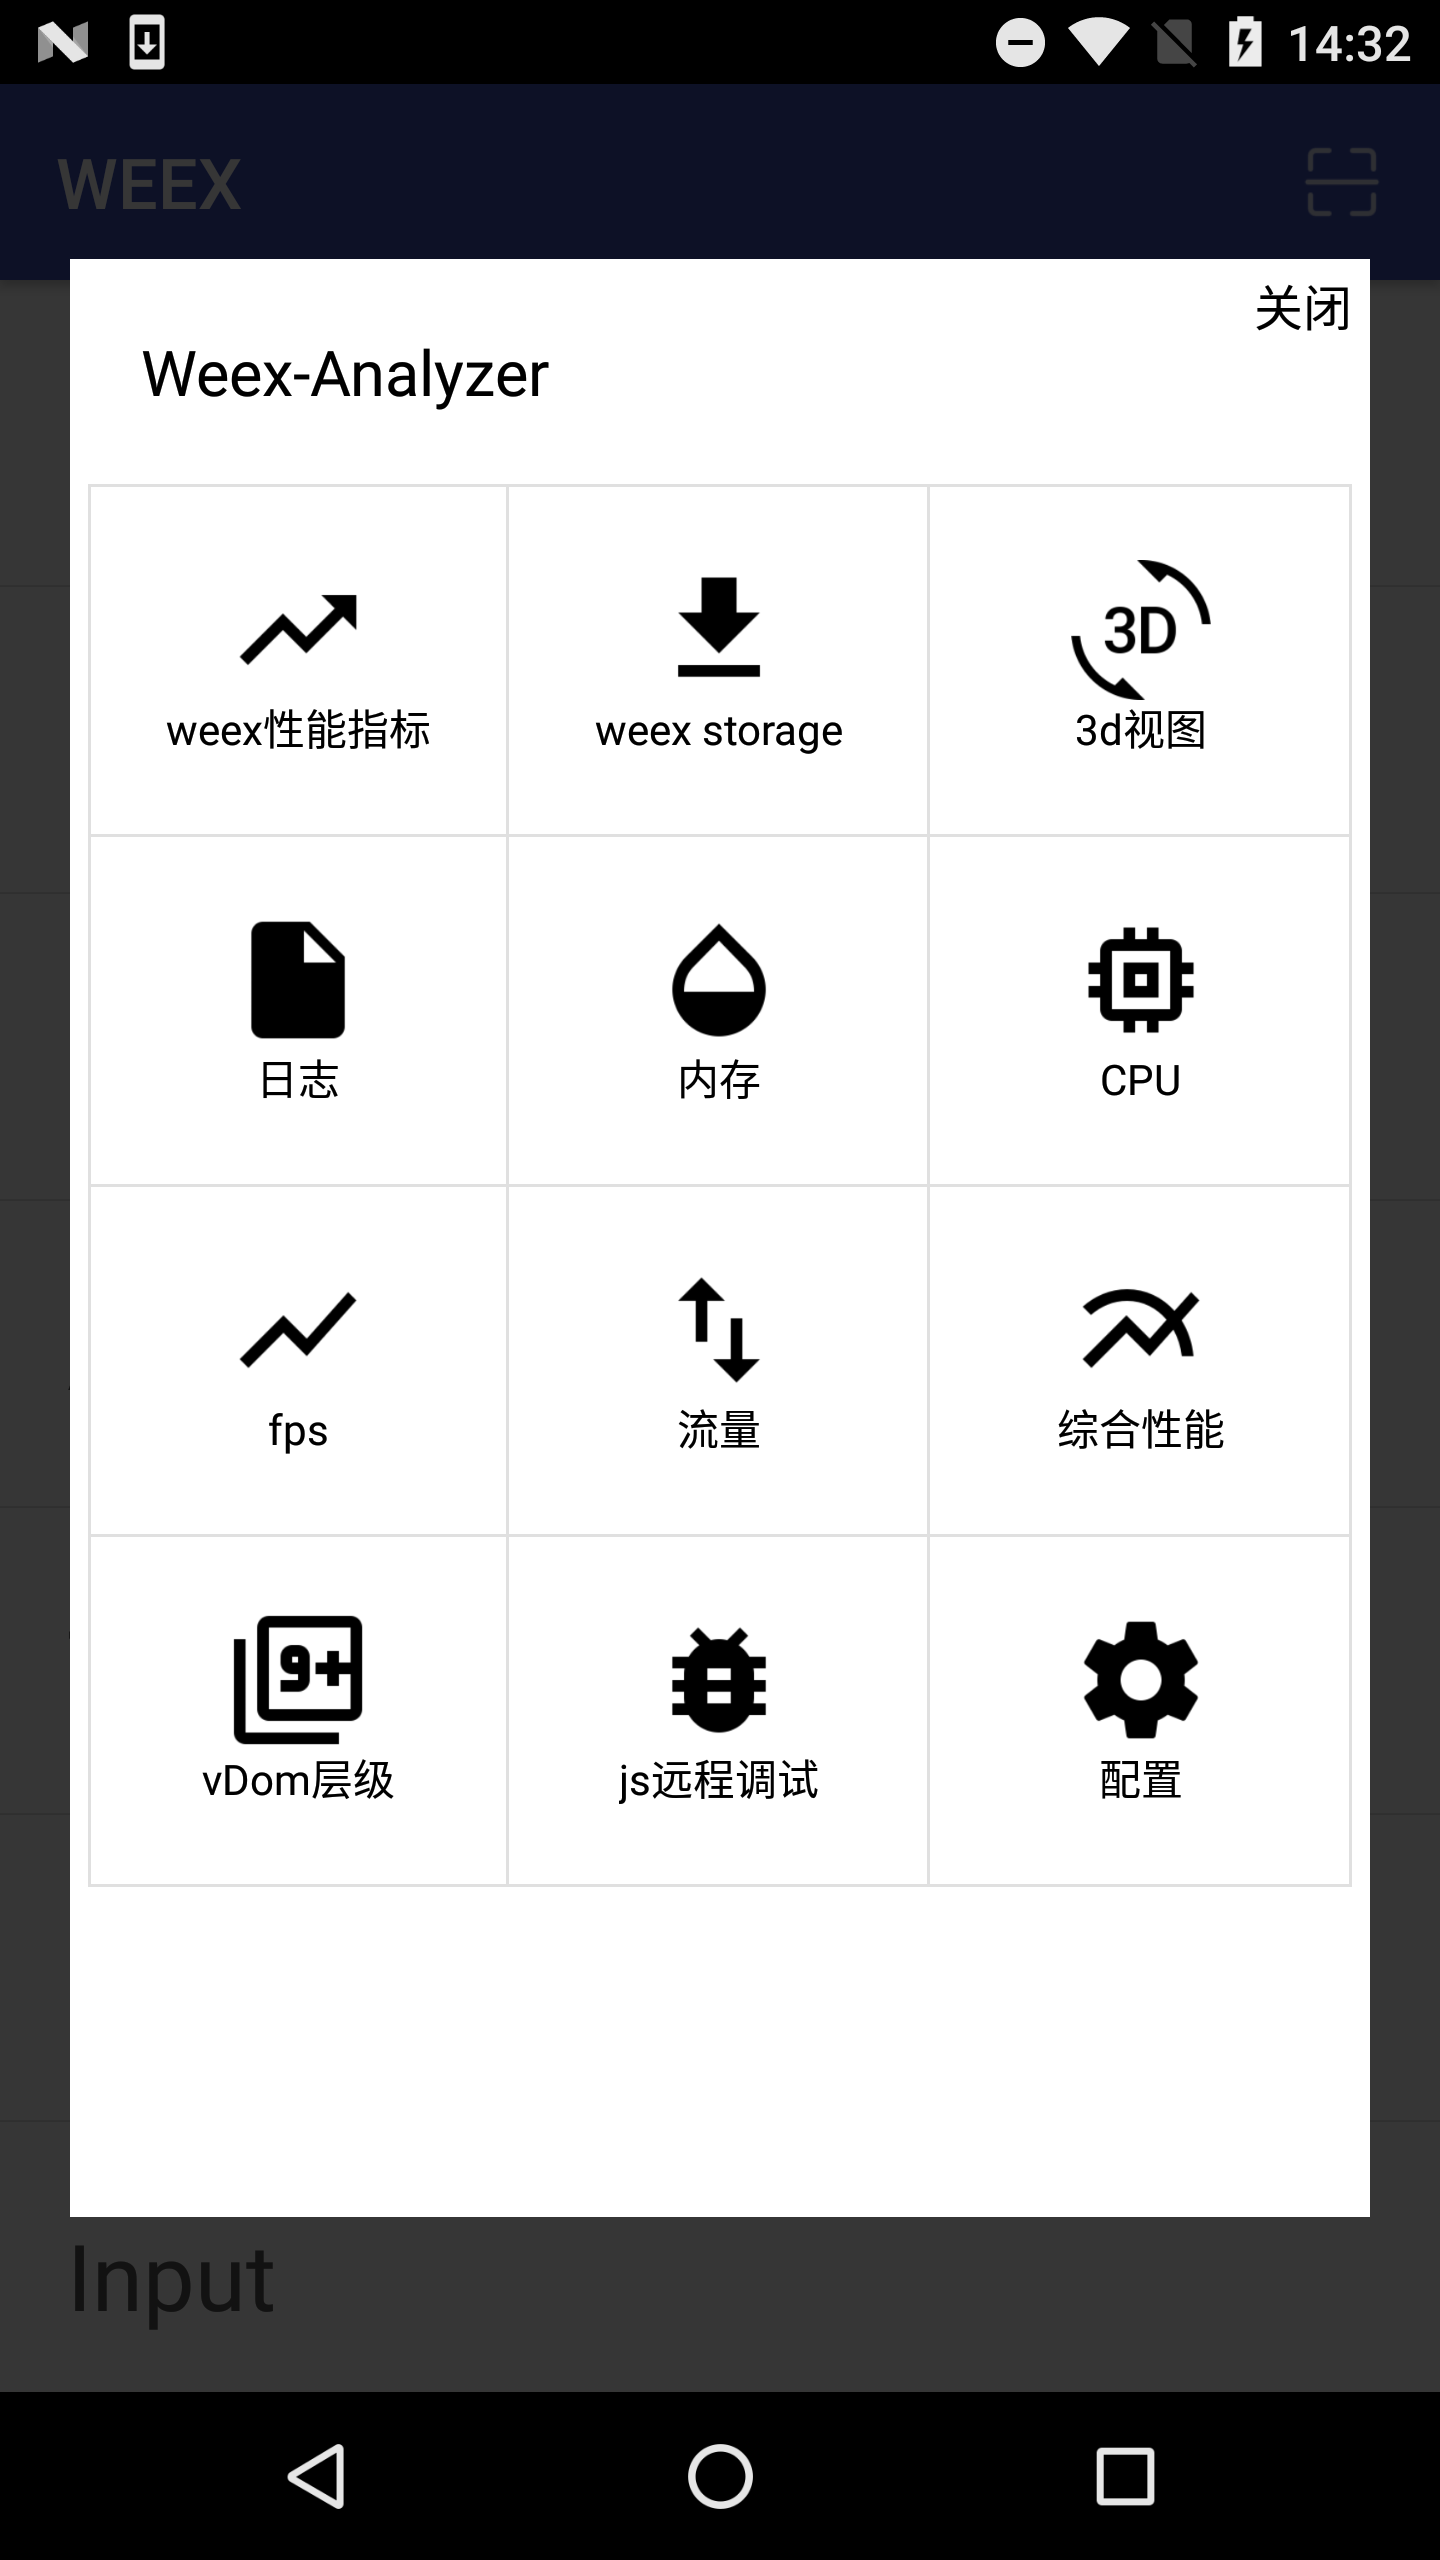 14:32
WEEX
关闭
Weex-Analyzer
weex性能指标
weex storage
3D
3d视图
日志
内存
CPU
fps
流量
综合性能
9+
vDom层级
js远程调试
配置
Input